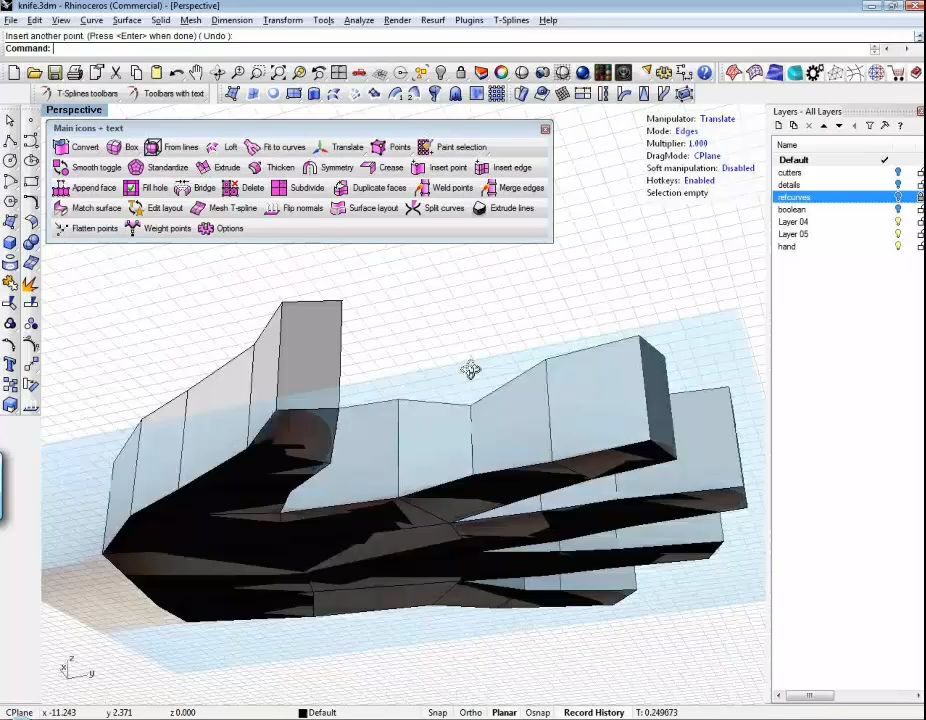 knife.3dm - Rhinoceros (Commercial) - [Perspective]
File Edit View Curve Surface Solid Mesh Dimension Transform Tools Analyze Render Resurf Plugins T-Splines Help
Insert another point. (Press <Enter> when done) ( Undo ):
Command:
T-Splines toolbars Toolbars with text
Perspective
Main icons + text
Convert Box From lines Loft Fit to curves Translate Points Paint selection
Smooth toggle Standardize Extrude Thicken Symmetry Crease Insert point Insert edge
Append face Fill hole Bridge Delete Subdivide Duplicate faces Weld points Merge edges
Match surface Edit layout Mesh T-spline Flip normals Surface layout Split curves Extrude lines
Flatten points Weight points Options
Manipulator: Translate
Mode: Edges
Multiplier: 1.000
DragMode: CPlane
Soft manipulation: Disabled
Hotkeys: Enabled
Selection empty
Layers - All Layers
Name
Default
cutters
details
refcurves
boolean
Layer 04
Layer 05
hand
z
x
y
CPlane x -11.243 y 2.371 z 0.000 Default Snap Ortho Planar Osnap Record History T: 0.249673